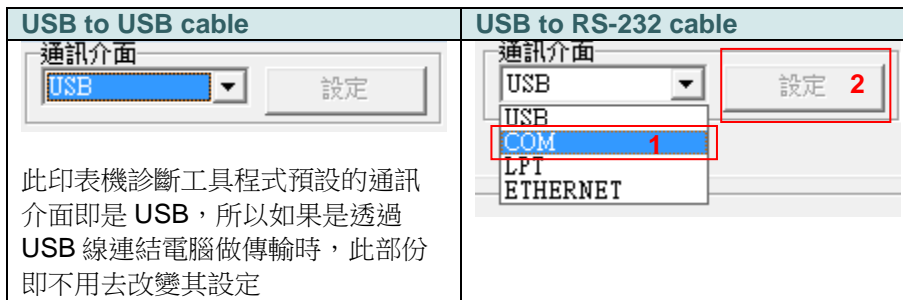 USB to USB cable
通訊介面
USB
設定
此印表機診斷工具程式預設的通訊
介面即是 USB，所以如果是透過
USB 線連結電腦做傳輸時，此部份
即不用去改變其設定
USB to RS-232 cable
通訊介面
USB
設定 2
USB
COM 1
LPT
ETHERNET